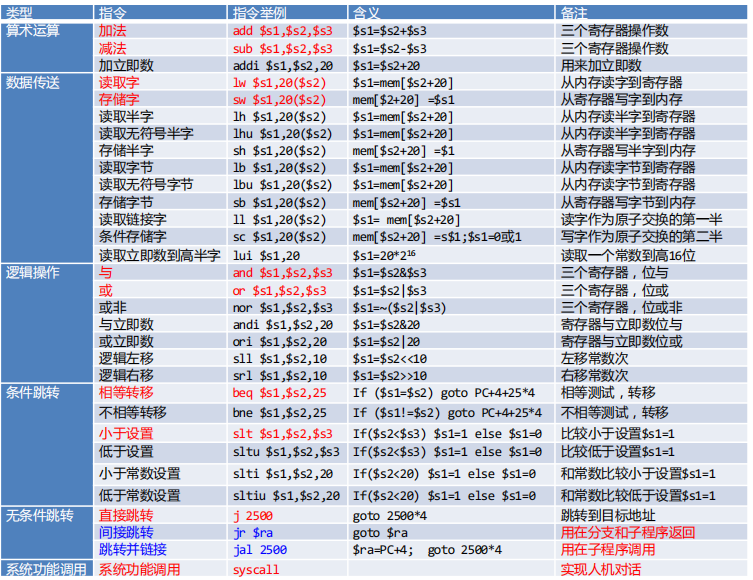 类型 指令 指令举例 含义 备注
算术运算 加法 add $s1,$s2,$s3 $s1=$s2+$s3 三个寄存器操作数
减法 sub $s1,$s2,$s3 $s1=$s2-$s3 三个寄存器操作数
加立即数 addi $s1,$s2,20 $s1=$s2+20 用来加立即数
数据传送 读取字 lw $s1,20($s2) $s1=mem[$s2+20] 从内存读字到寄存器
存储字 sw $s1,20($s2) mem[$2+20] =$s1 从寄存器写字到内存
读取半字 lh $s1,20($s2) $s1=mem[$s2+20] 从内存读半字到寄存器
读取无符号半字 lhu $s1,20($s2) $s1=mem[$s2+20] 从内存读半字到寄存器
存储半字 sh $s1,20($s2) mem[$2+20] =$s1 从寄存器写半字到内存
读取字节 lb $s1,20($s2) $s1=mem[$s2+20] 从内存读字节到寄存器
读取无符号字节 lbu $s1,20($s2) $s1=mem[$s2+20] 从内存读字节到寄存器
存储字节 sb $s1,20($s2) mem[$s2+20] =$s1 从寄存器写字节到内存
读取链接字 ll $s1,20($s2) $s1= mem[$s2+20] 读字作为原子交换的第一半
条件存储字 sc $s1,20($s2) mem[$s2+20] =s$1;$s1=0或1 写字作为原子交换的第二半
读取立即数到高半字 lui $s1,20 $s1=20*2¹⁶ 读取一个常数到高16位
逻辑操作 与 and $s1,$s2,$s3 $s1=$s2&$s3 三个寄存器，位与
或 or $s1,$s2,$s3 $s1=$s2|$s3 三个寄存器，位或
或非 nor $s1,$s2,$s3 $s1=~($s2|$s3) 三个寄存器，位或非
与立即数 andi $s1,$s2,20 $s1=$s2&20 寄存器与立即数位与
或立即数 ori $s1,$s2,20 $s1=$s2|20 寄存器与立即数位或
逻辑左移 sll $s1,$s2,10 $s1=$s2<<10 左移常数次
逻辑右移 srl $s1,$s2,10 $s1=$s2>>10 右移常数次
条件跳转 相等转移 beq $s1,$s2,25 If ($s1=$s2) goto PC+4+25*4 相等测试，转移
不相等转移 bne $s1,$s2,25 If ($s1!=$s2) goto PC+4+25*4 不相等测试，转移
小于设置 slt $s1,$s2,$s3 If($s2<$s3) $s1=1 else $s1=0 比较小于设置$s1=1
低于设置 sltu $s1,$s2,$s3 If($s2<$s3) $s1=1 else $s1=0 比较低于设置$s1=1
小于常数设置 slti $s1,$s2,20 If($s2<20) $s1=1 else $s1=0 和常数比较小于设置$s1=1
低于常数设置 sltiu $s1,$s2,20 If($s2<20) $s1=1 else $s1=0 和常数比较低于设置$s1=1
无条件跳转 直接跳转 j 2500 goto 2500*4 跳转到目标地址
间接跳转 jr $ra goto $ra 用在分支和子程序返回
跳转并链接 jal 2500 $ra=PC+4; goto 2500*4 用在子程序调用
系统功能调用 系统功能调用 syscall 实现人机对话